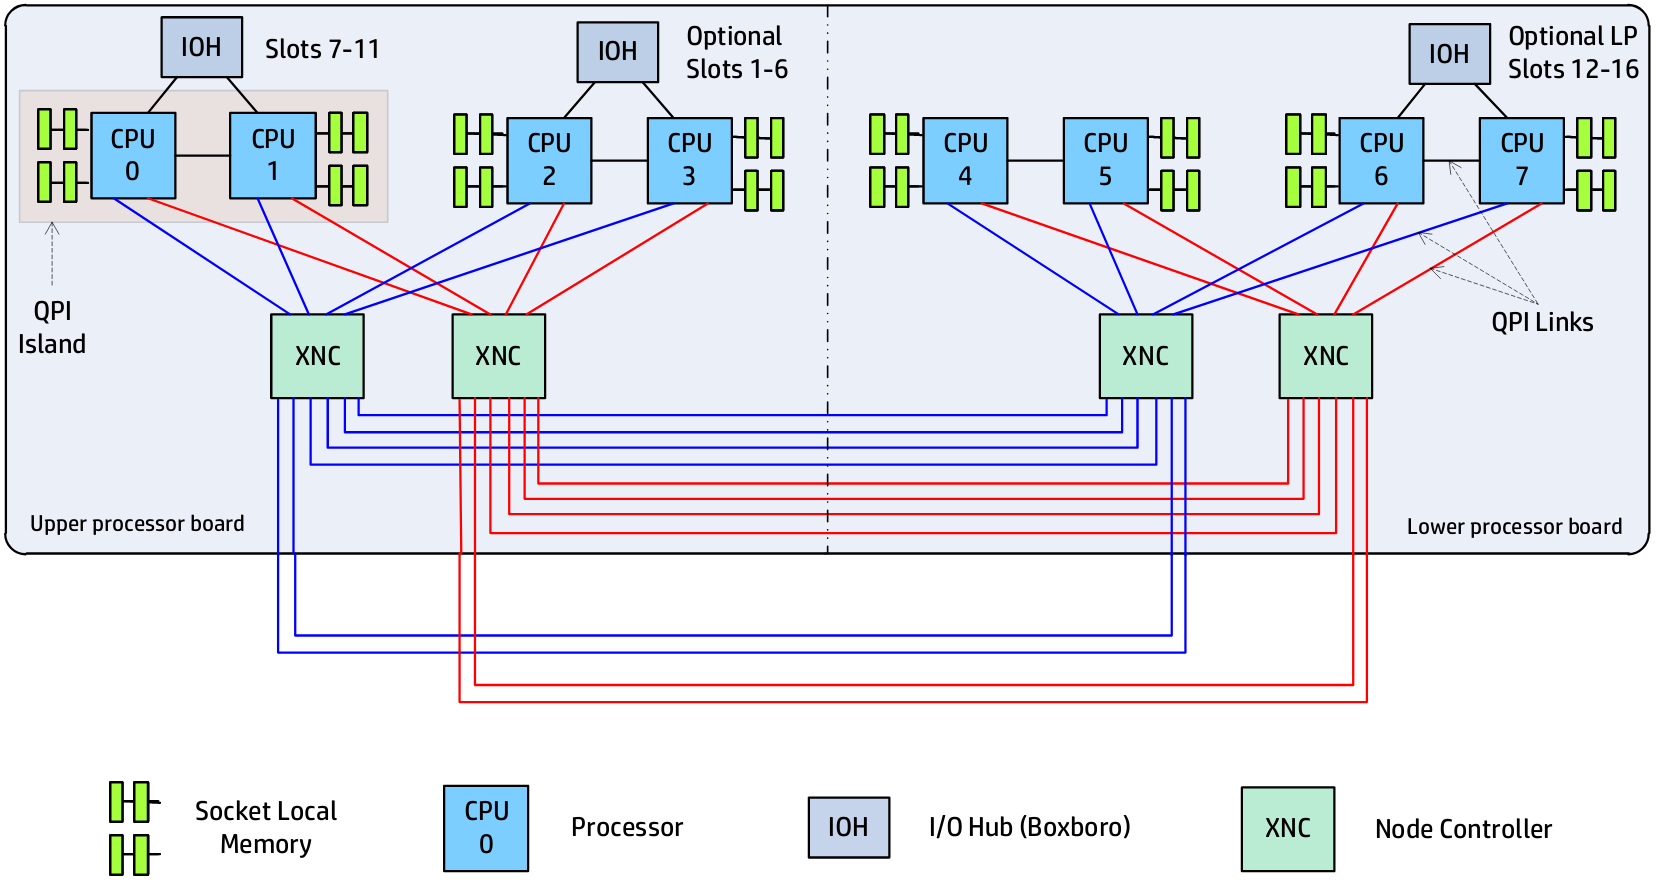 IOH
Slots 7-11
IOH
Optional
Slots 1-6
IOH
Optional LP
Slots 12-16
CPU
0
CPU
1
CPU
2
CPU
3
CPU
4
CPU
5
CPU
6
CPU
7
QPI
Island
QPI Links
XNC
XNC
XNC
XNC
Upper processor board
Lower processor board
Socket Local
Memory
CPU
0
Processor
IOH
I/O Hub (Boxboro)
XNC
Node Controller